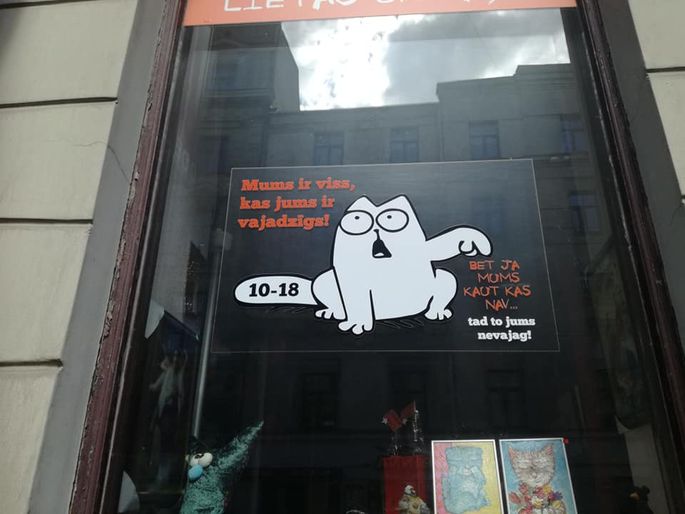 Mums ir viss,
kas jums ir
vajadzīgs!
10-18
BET JA
MUMS
KAUT KAS
NAV...
tad to jums
nevajag!